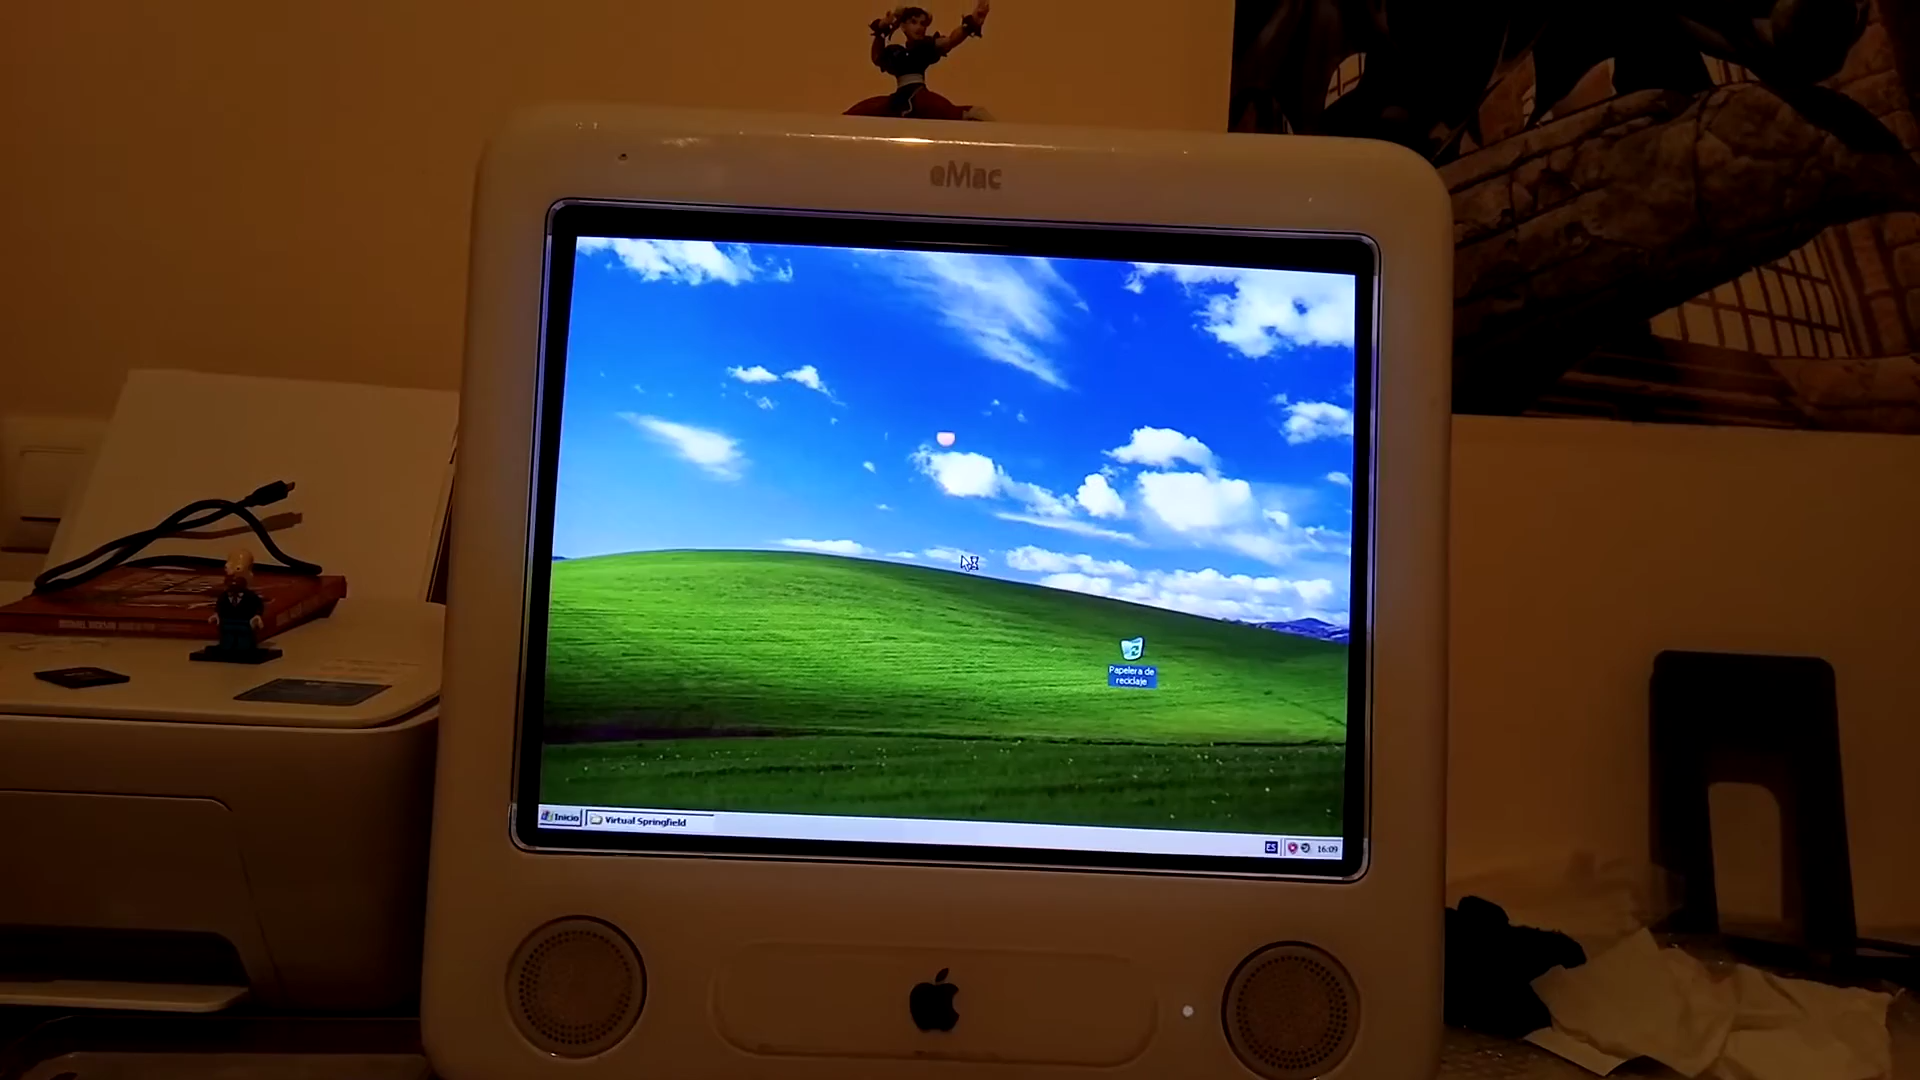 eMac
Papelera de
reciclaje
Inicio
Virtual Springfield
ES
16:09